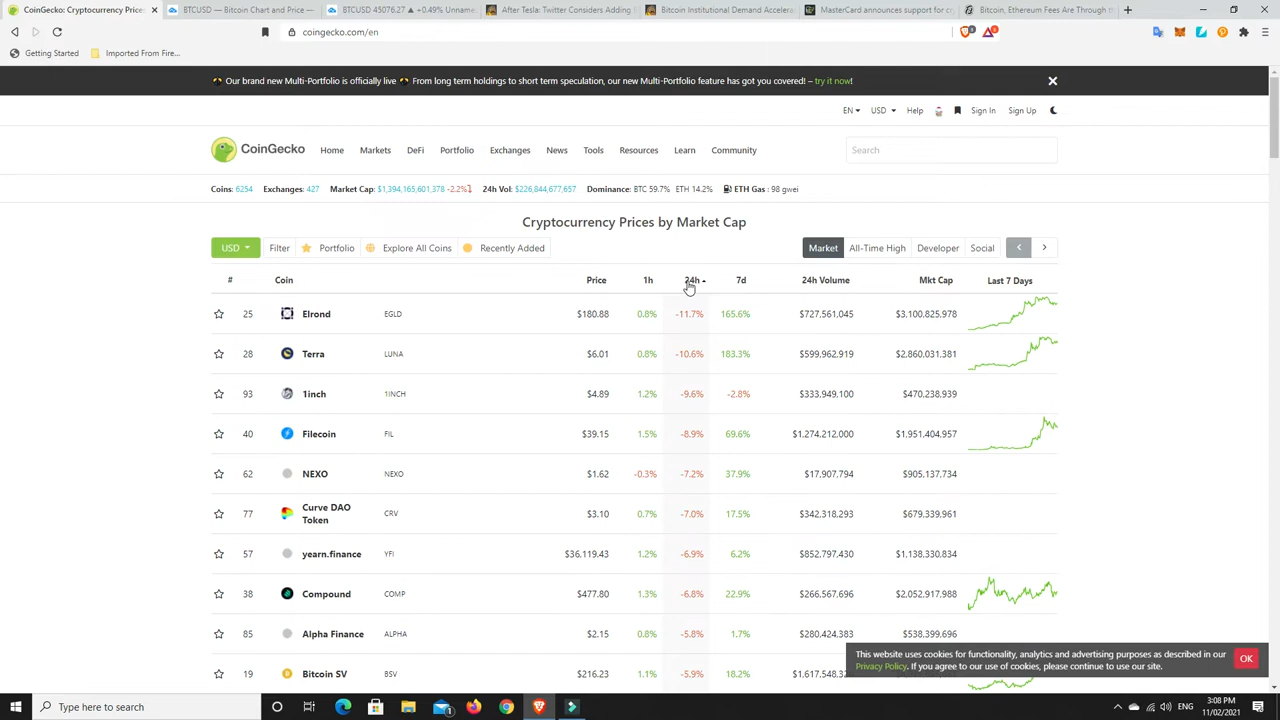 CoinGecko: Cryptocurrency Prices
BTCUSD — Bitcoin Chart and Price —
BTCUSD 45076.27 ▲ +0.49% Unname
After Tesla: Twitter Considers Adding
Bitcoin Institutional Demand Accelera
MasterCard announces support for c
Bitcoin, Ethereum Fees Are Through th
coingecko.com/en
Getting Started
Imported From Fire...
Our brand new Multi-Portfolio is officially live From long term holdings to short term speculation, our new Multi-Portfolio feature has got you covered! – try it now!
EN USD Help Sign In Sign Up
CoinGecko Home Markets DeFi Portfolio Exchanges News Tools Resources Learn Community Search
Coins: 6254 Exchanges: 427 Market Cap: $1,394,165,601,378 -2.2% 24h Vol: $226,844,677,657 Dominance: BTC 59.7% ETH 14.2% ETH Gas : 98 gwei
Cryptocurrency Prices by Market Cap
USD Filter Portfolio Explore All Coins Recently Added Market All-Time High Developer Social < >
# Coin Price 1h 24h 7d 24h Volume Mkt Cap Last 7 Days
25 Elrond EGLD $180.88 0.8% -11.7% 165.6% $727,561,045 $3,100,825,978
28 Terra LUNA $6.01 0.8% -10.6% 183.3% $599,962,919 $2,860,031,381
93 1inch 1INCH $4.89 1.2% -9.6% -2.8% $333,949,100 $470,238,939
40 Filecoin FIL $39.15 1.5% -8.9% 69.6% $1,274,212,000 $1,951,404,957
62 NEXO NEXO $1.62 -0.3% -7.2% 37.9% $17,907,794 $905,137,734
77 Curve DAO Token CRV $3.10 0.7% -7.0% 17.5% $342,318,293 $679,339,961
57 yearn.finance YFI $36,119.43 1.2% -6.9% 6.2% $852,797,430 $1,138,330,834
38 Compound COMP $477.80 1.3% -6.8% 22.9% $266,567,696 $2,052,917,988
85 Alpha Finance ALPHA $2.15 0.8% -5.8% 1.7% $280,424,383 $538,399,696
19 Bitcoin SV BSV $216.23 1.1% -5.9% 18.2%
This website uses cookies for functionality, analytics and advertising purposes as described in our
Privacy Policy. If you agree to our use of cookies, please continue to use our site.
OK
Type here to search
ENG
3:08 PM
11/02/2021